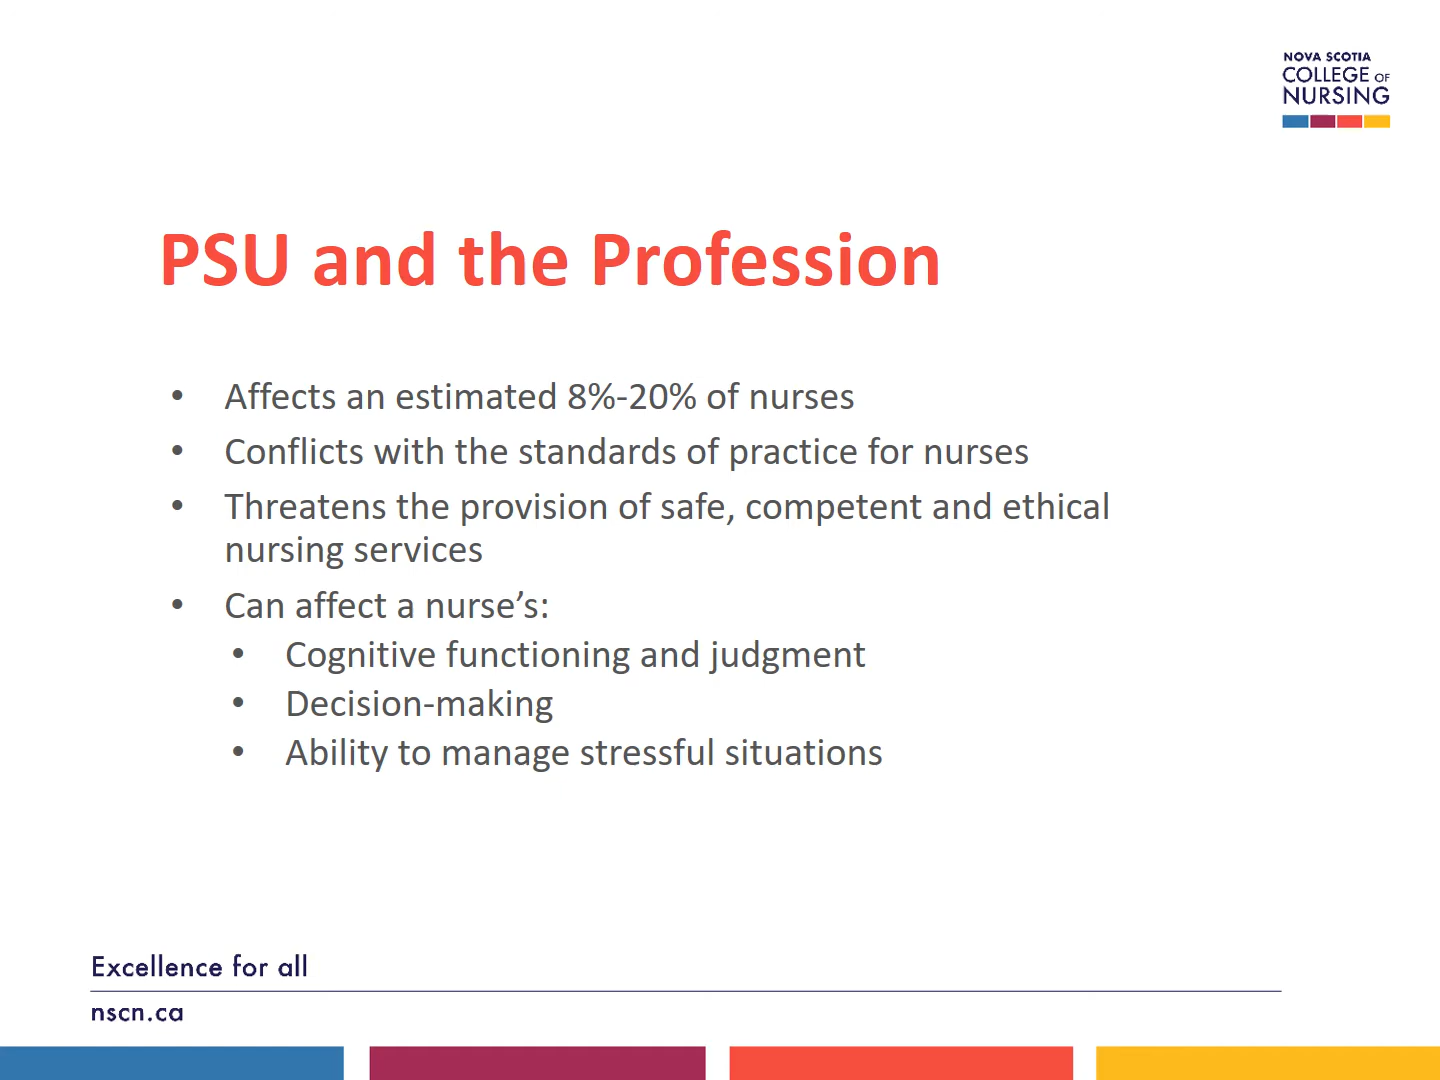 NOVA SCOTIA
COLLEGE OF
NURSING
PSU and the Profession
• Affects an estimated 8%-20% of nurses
• Conflicts with the standards of practice for nurses
• Threatens the provision of safe, competent and ethical
nursing services
• Can affect a nurse’s:
• Cognitive functioning and judgment
• Decision-making
• Ability to manage stressful situations
Excellence for all
nscn.ca